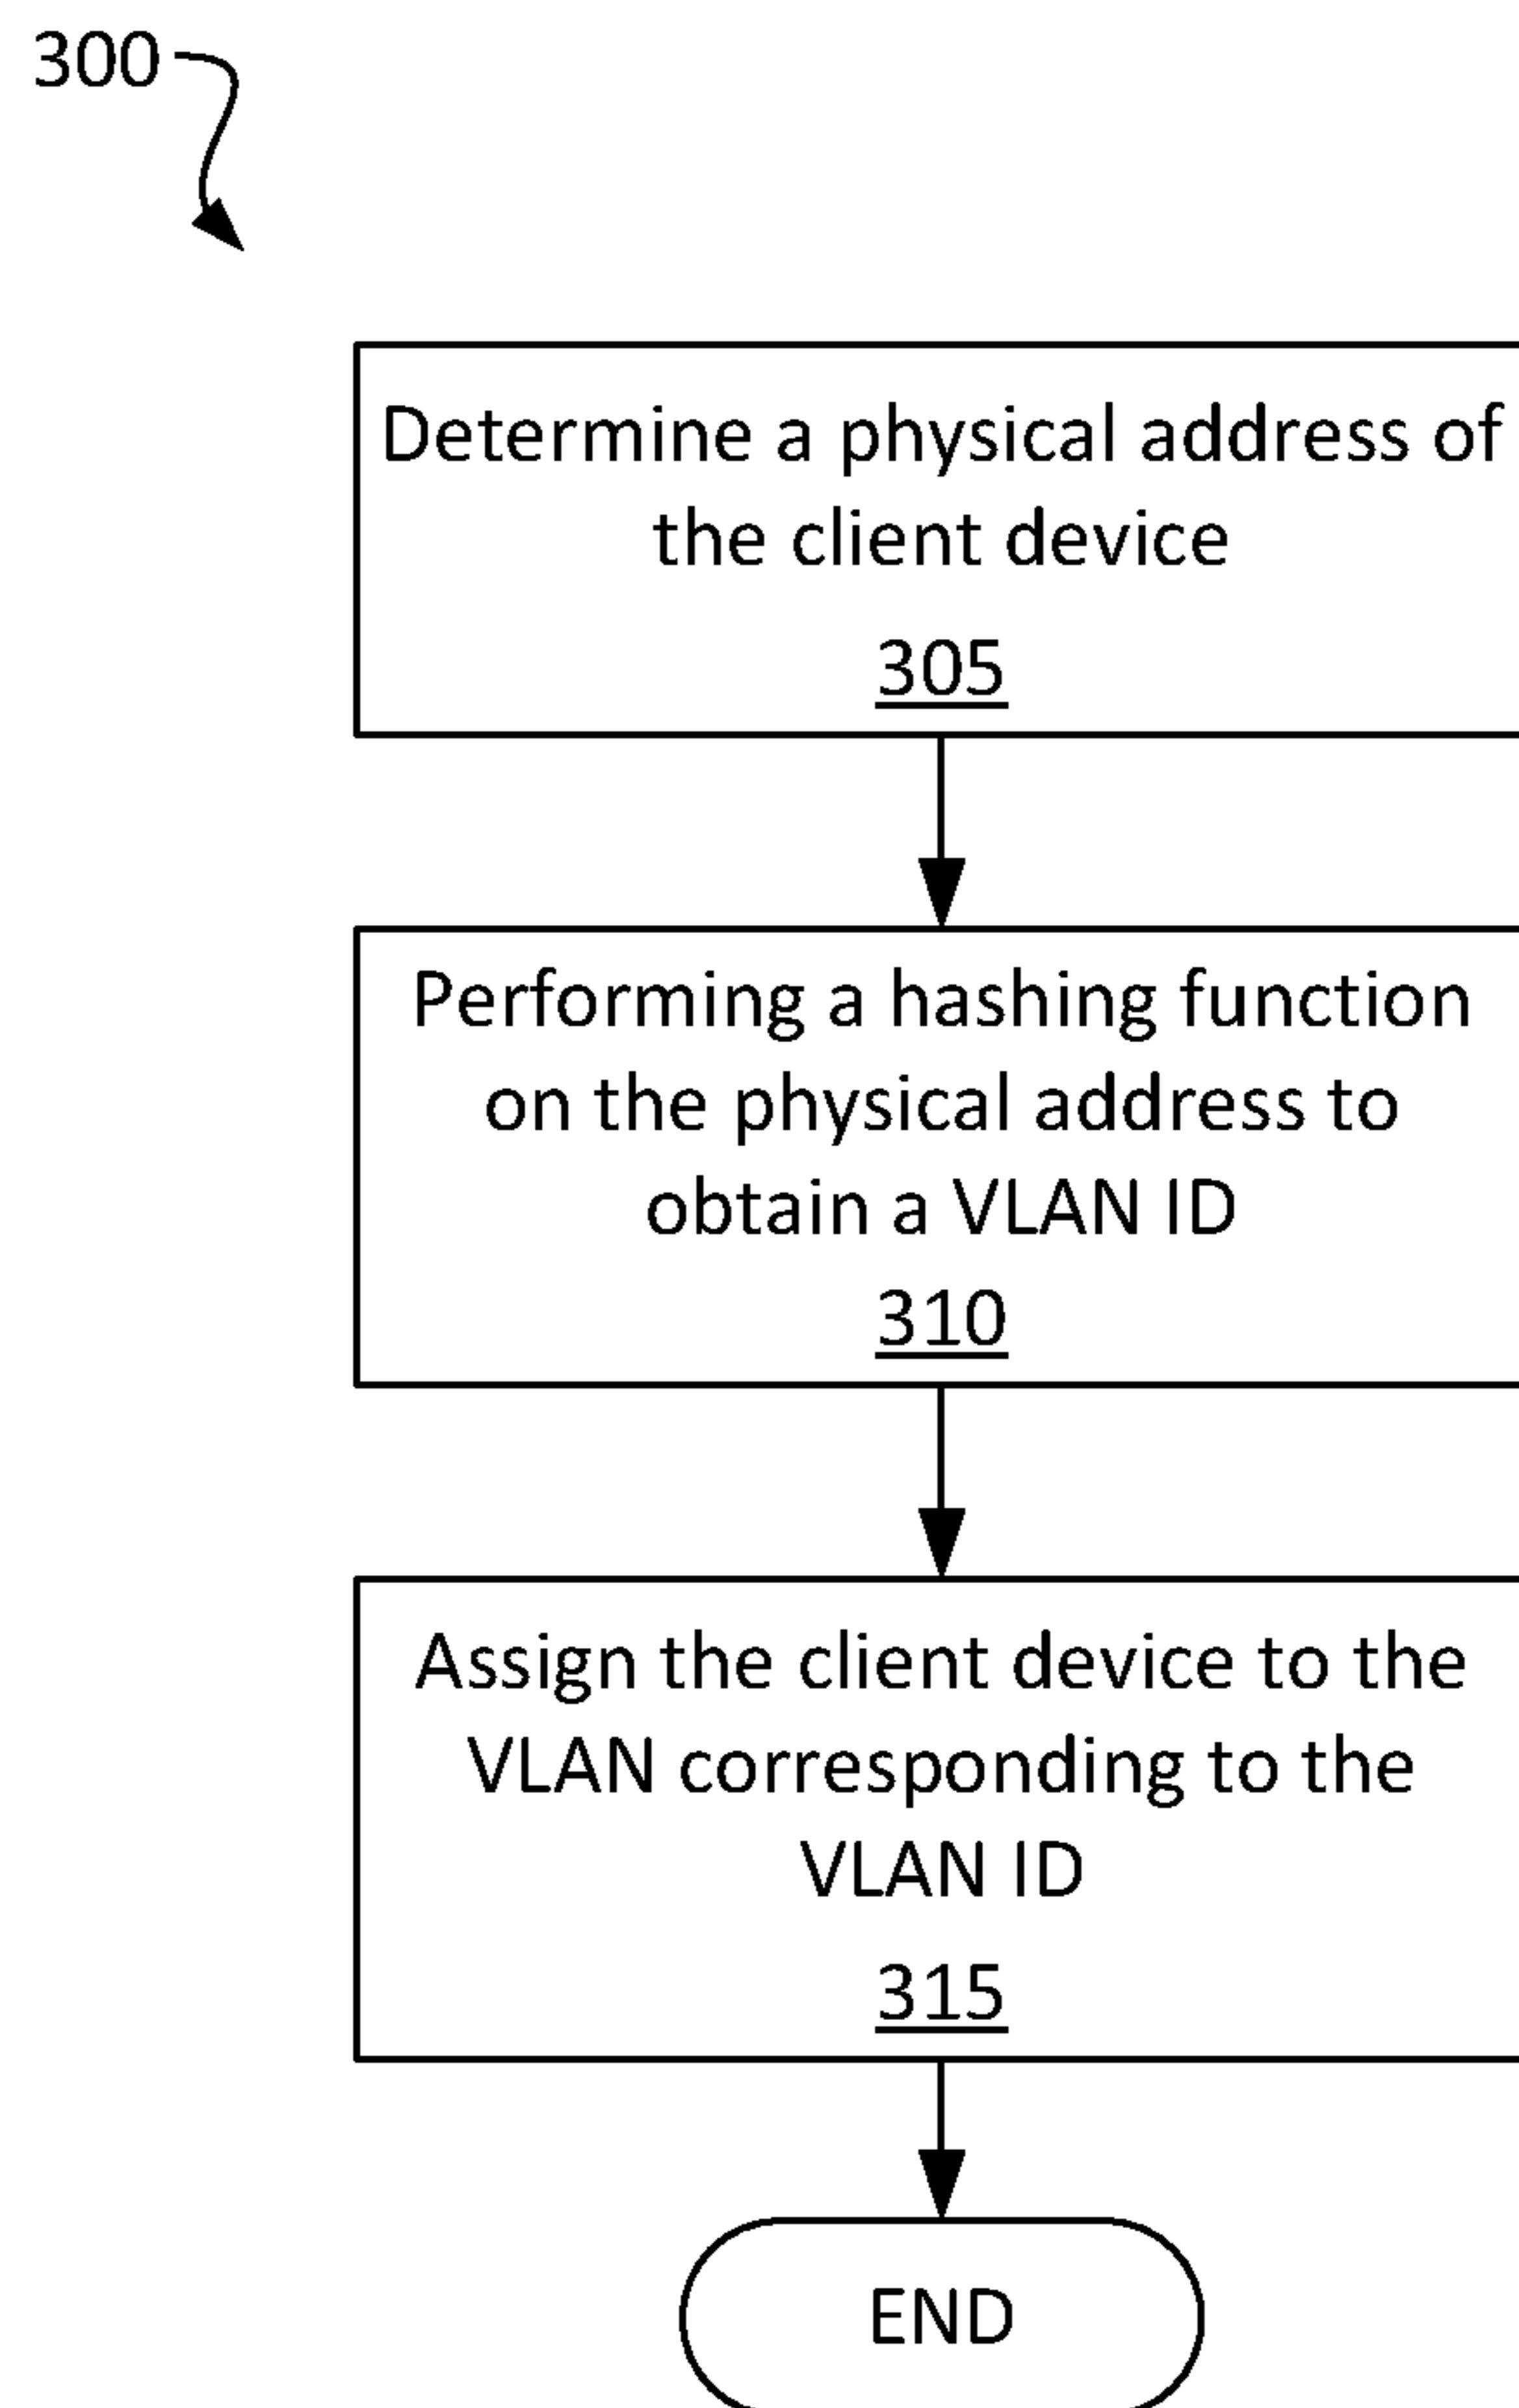 300
Determine a physical address of
the client device
305
Performing a hashing function
on the physical address to
obtain a VLAN ID
310
Assign the client device to the
VLAN corresponding to the
VLAN ID
315
END